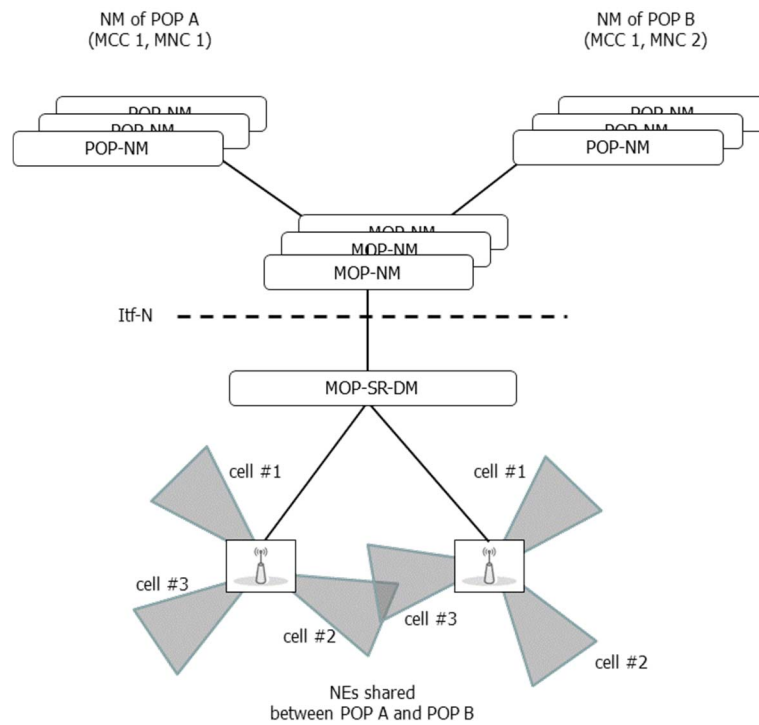 NM of POP A
(MCC 1, MNC 1)
NM of POP B
(MCC 1, MNC 2)
POP-NM
POP-NM
POP-NM
POP-NM
POP-NM
POP-NM
MOP-NM
MOP-NM
MOP-NM
Itf-N
MOP-SR-DM
cell #1
cell #1
cell #3
cell #2
cell #3
cell #2
NEs shared
between POP A and POP B